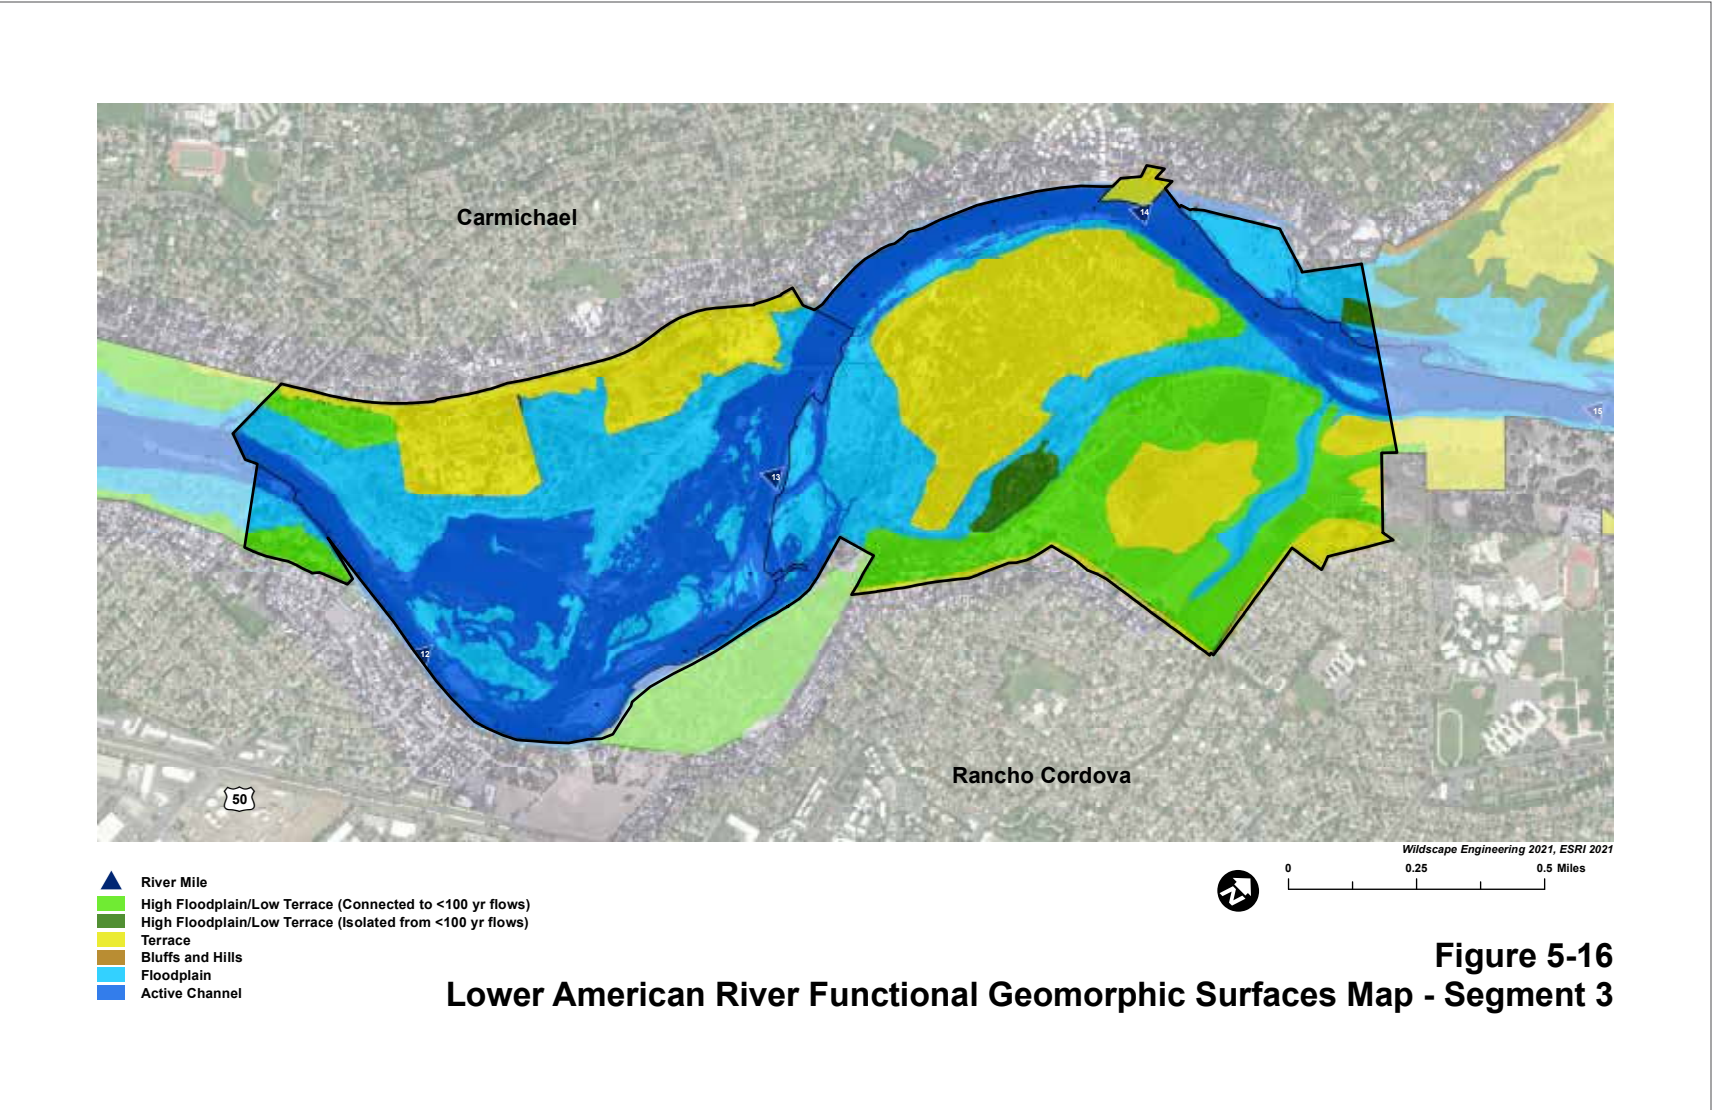 Carmichael
14
15
13
12
Rancho Cordova
50
Wildscape Engineering 2021, ESRI 2021
0 0.25 0.5 Miles
N
River Mile
High Floodplain/Low Terrace (Connected to <100 yr flows)
High Floodplain/Low Terrace (Isolated from <100 yr flows)
Terrace
Bluffs and Hills
Floodplain
Active Channel
Figure 5-16
Lower American River Functional Geomorphic Surfaces Map - Segment 3